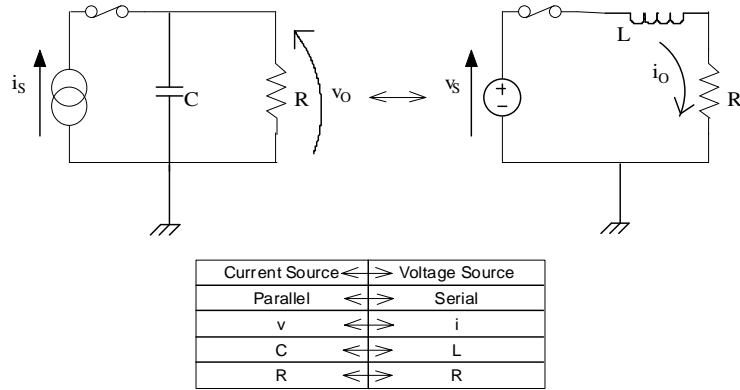 i_S
C
R
v_O
v_S
+
−
L
i_O
R
Current Source ↔ Voltage Source
Parallel ↔ Serial
v ↔ i
C ↔ L
R ↔ R